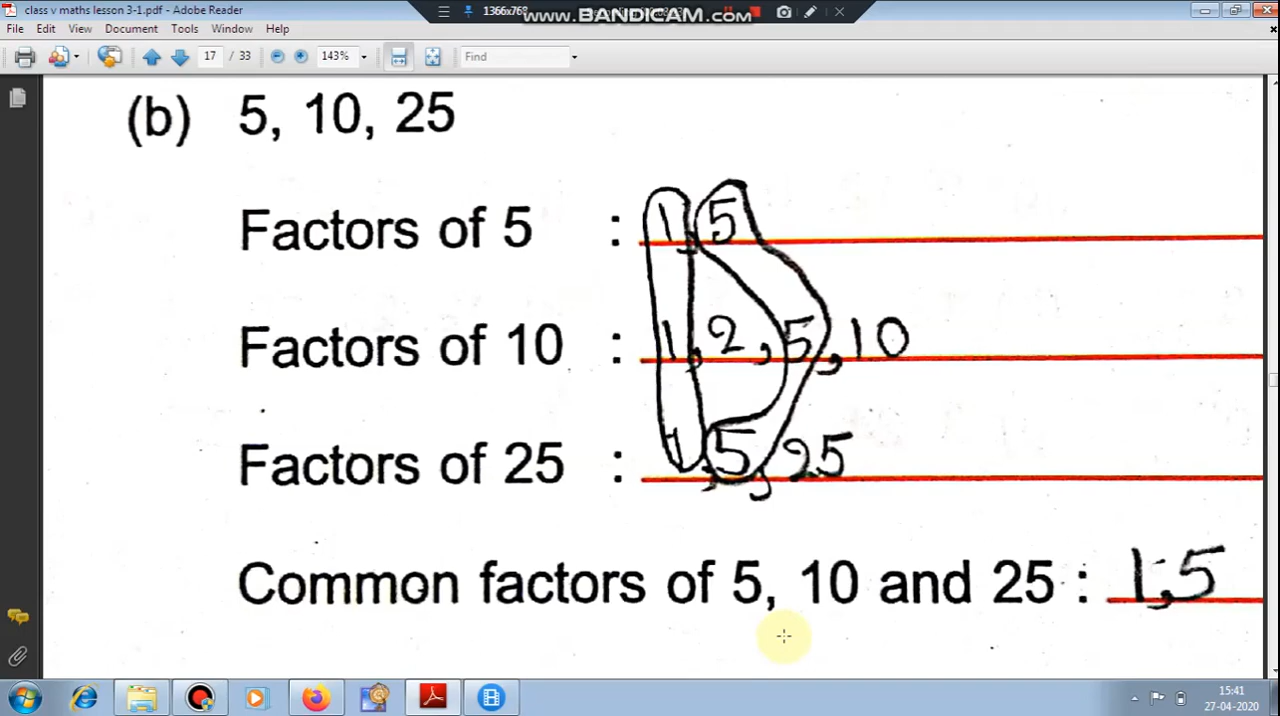 class v maths lesson 3-1.pdf - Adobe Reader
1366x768
www.BANDICAM.com
File Edit View Document Tools Window Help
17 / 33 143% Find
(b) 5, 10, 25
Factors of 5 : 1, 5
Factors of 10 : 1, 2, 5, 10
Factors of 25 : 1, 5, 25
Common factors of 5, 10 and 25 : 1, 5
15:41
27-04-2020